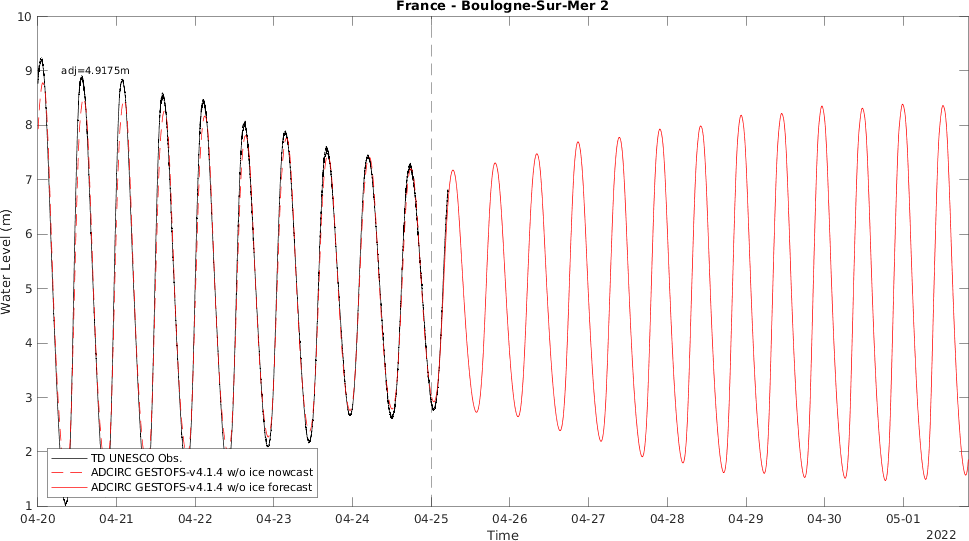 France - Boulogne-Sur-Mer 2
10
9
8
7
6
5
4
3
2
1
Water Level (m)
adj=4.9175m
TD UNESCO Obs.
ADCIRC GESTOFS-v4.1.4 w/o ice nowcast
ADCIRC GESTOFS-v4.1.4 w/o ice forecast
04-20 04-21 04-22 04-23 04-24 04-25 04-26 04-27 04-28 04-29 04-30 05-01
Time
2022